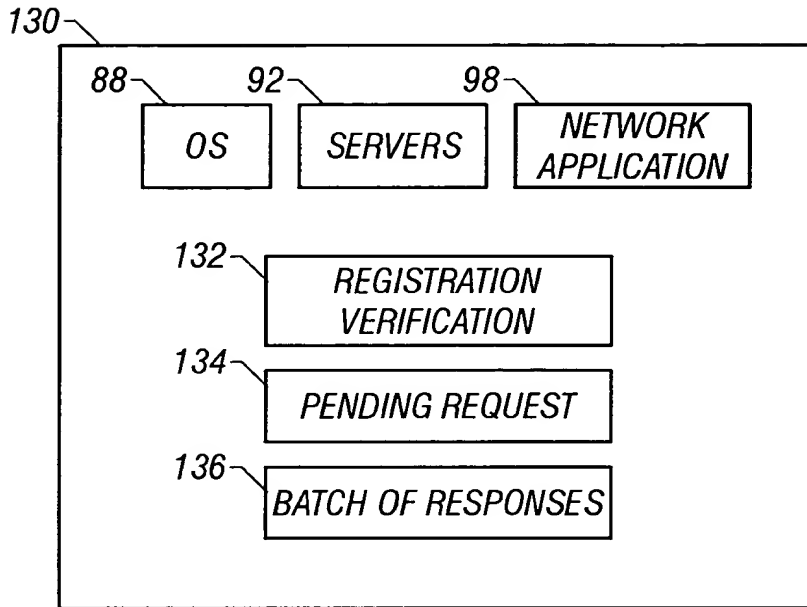 130
88
92
98
OS
SERVERS
NETWORK
APPLICATION
132
REGISTRATION
VERIFICATION
134
PENDING REQUEST
136
BATCH OF RESPONSES